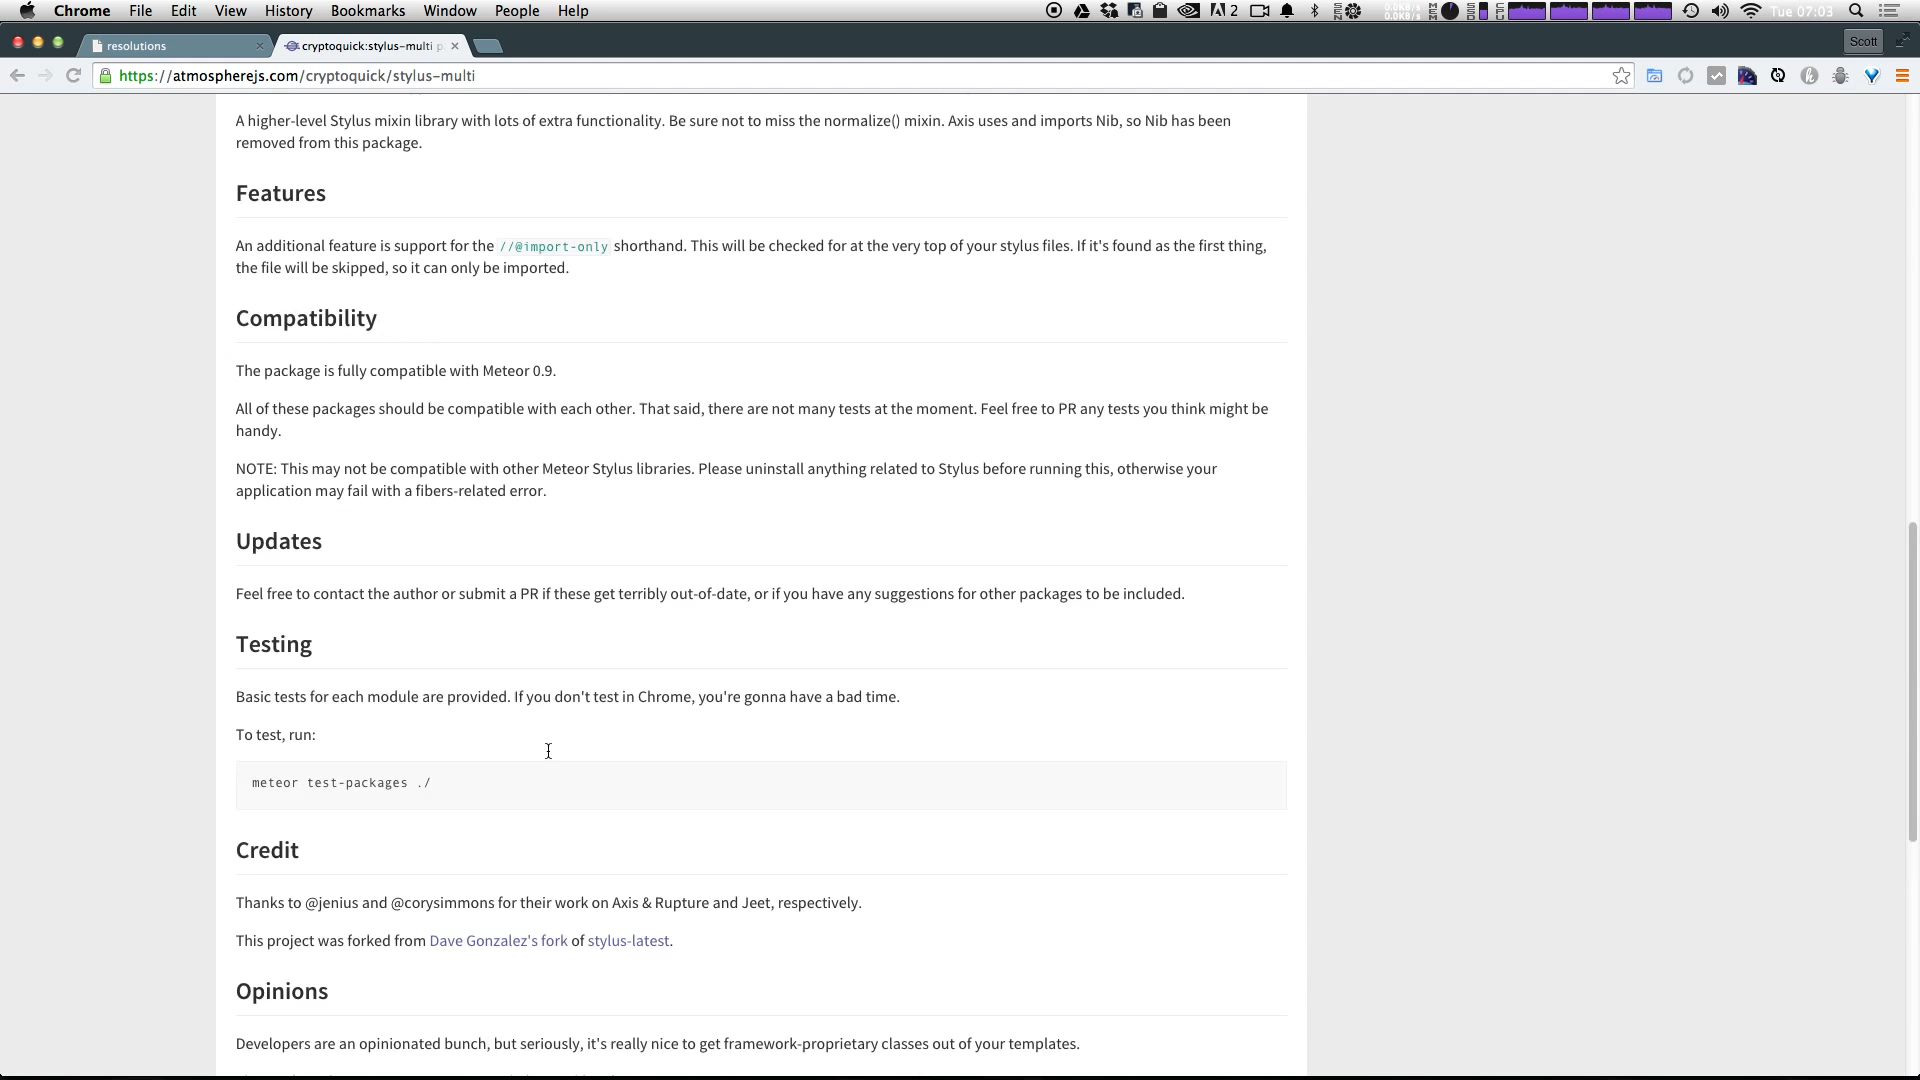 Chrome File Edit View History Bookmarks Window People Help 2 Tue 07:03
resolutions cryptoquick:stylus-multi Scott
https://atmospherejs.com/cryptoquick/stylus-multi
A higher-level Stylus mixin library with lots of extra functionality. Be sure not to miss the normalize() mixin. Axis uses and imports Nib, so Nib has been
removed from this package.
Features
An additional feature is support for the //@import-only shorthand. This will be checked for at the very top of your stylus files. If it's found as the first thing,
the file will be skipped, so it can only be imported.
Compatibility
The package is fully compatible with Meteor 0.9.
All of these packages should be compatible with each other. That said, there are not many tests at the moment. Feel free to PR any tests you think might be
handy.
NOTE: This may not be compatible with other Meteor Stylus libraries. Please uninstall anything related to Stylus before running this, otherwise your
application may fail with a fibers-related error.
Updates
Feel free to contact the author or submit a PR if these get terribly out-of-date, or if you have any suggestions for other packages to be included.
Testing
Basic tests for each module are provided. If you don't test in Chrome, you're gonna have a bad time.
To test, run:
meteor test-packages ./
Credit
Thanks to @jenius and @corysimmons for their work on Axis & Rupture and Jeet, respectively.
This project was forked from Dave Gonzalez's fork of stylus-latest.
Opinions
Developers are an opinionated bunch, but seriously, it's really nice to get framework-proprietary classes out of your templates.